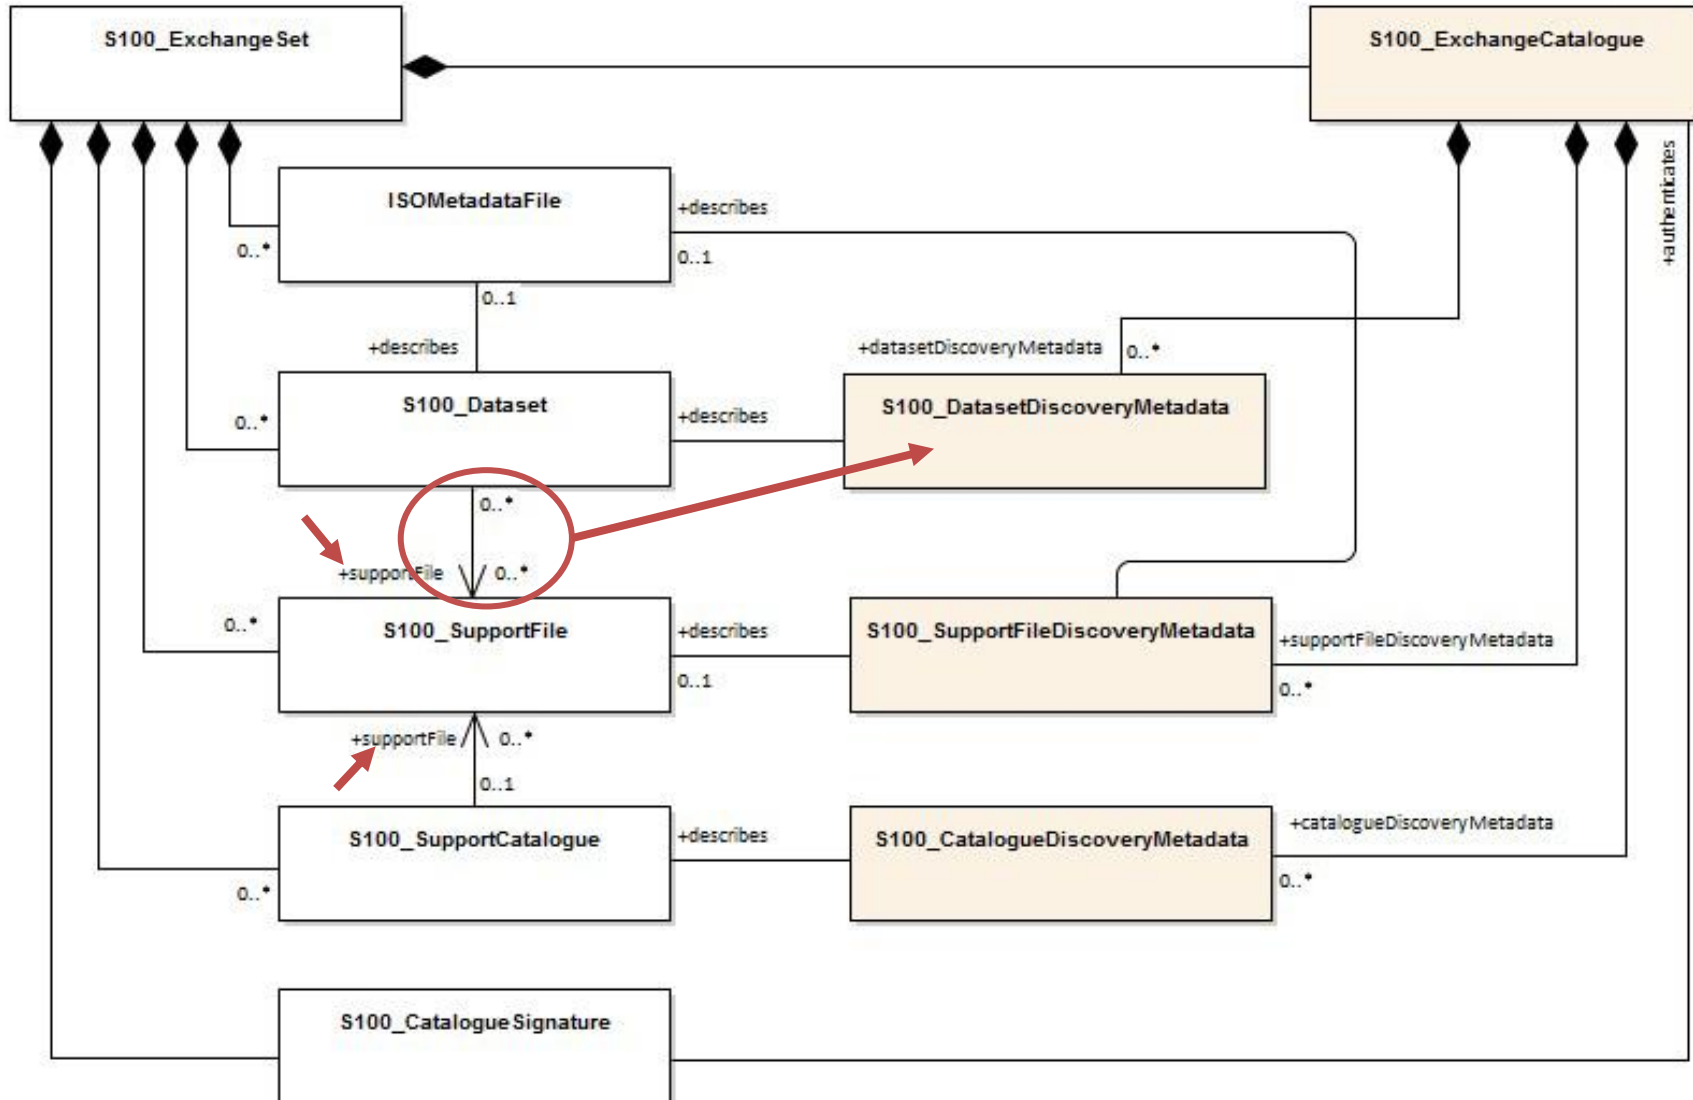 S100_ExchangeSet
S100_ExchangeCatalogue
+authenticates
ISOMetadataFile
+describes
0..*
0..1
0..1
+describes
+datasetDiscoveryMetadata
0..*
S100_Dataset
S100_DatasetDiscoveryMetadata
0..*
+describes
0..*
+supportFile
0..*
0..*
S100_SupportFile
+describes
S100_SupportFileDiscoveryMetadata
+supportFileDiscoveryMetadata
0..1
0..*
+supportFile
0..*
0..1
S100_SupportCatalogue
+describes
S100_CatalogueDiscoveryMetadata
+catalogueDiscoveryMetadata
0..*
0..*
S100_CatalogueSignature